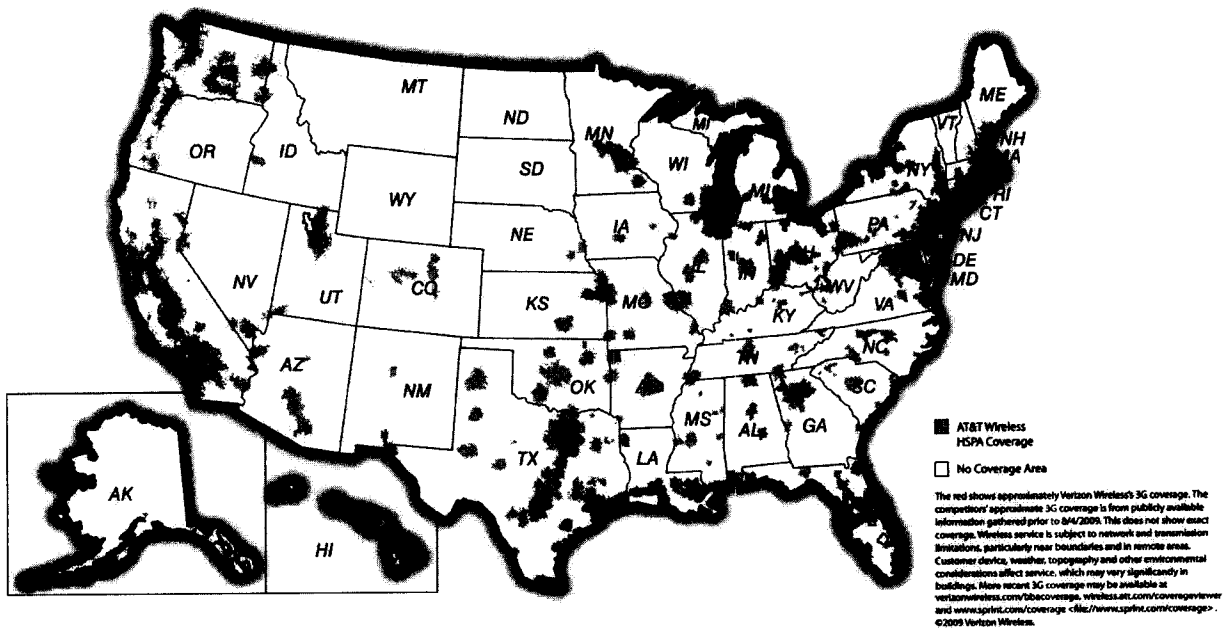 MT
ME
ND
VT
MI
MN
NH
OR
ID
MA
SD
WI
NY
MI
WY
RI
CT
IA
PA
NE
NJ
OH
DE
NV
IL
IN
MD
UT
CO
WV
KS
MO
VA
KY
AZ
NC
TN
NM
OK
SC
MS
AL
GA
TX
LA
AK
HI
AT&T Wireless
HSPA Coverage
No Coverage Area
The red shows approximately Verizon Wireless's 3G coverage. The
competitors' approximate 3G coverage is from publicly available
information gathered prior to 8/4/2009. This does not show exact
coverage. Wireless service is subject to network and transmission
limitations, particularly near boundaries and in remote areas.
Customer device, weather, topography and other environmental
considerations affect service, which may vary significantly in
buildings. More recent 3G coverage may be available at
verizonwireless.com/bbacoverage, wireless.att.com/coverageviewer
and www.sprint.com/coverage <file://www.sprint.com/coverage> .
©2009 Verizon Wireless.